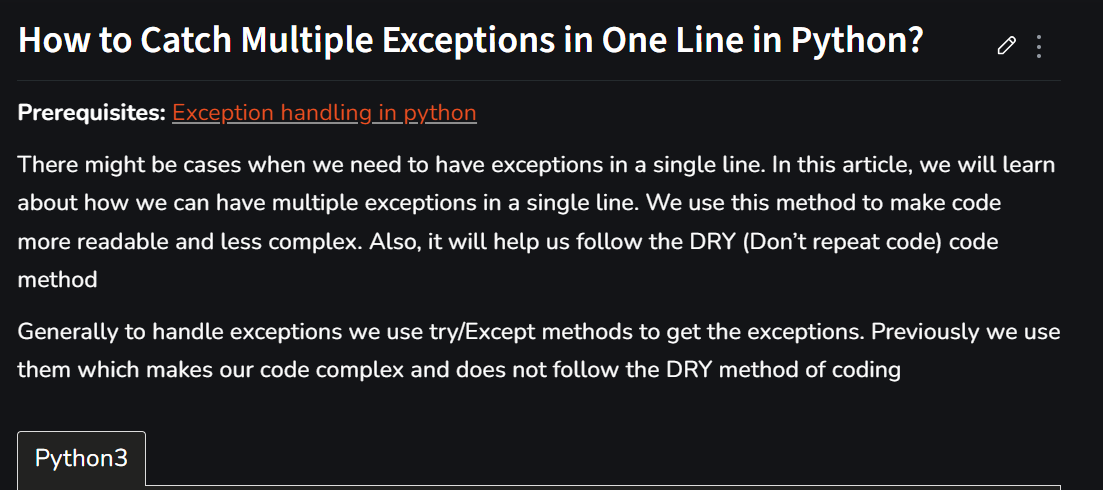 How to Catch Multiple Exceptions in One Line in Python?
Prerequisites: Exception handling in python
There might be cases when we need to have exceptions in a single line. In this article, we will learn
about how we can have multiple exceptions in a single line. We use this method to make code
more readable and less complex. Also, it will help us follow the DRY (Don’t repeat code) code
method
Generally to handle exceptions we use try/Except methods to get the exceptions. Previously we use
them which makes our code complex and does not follow the DRY method of coding
Python3